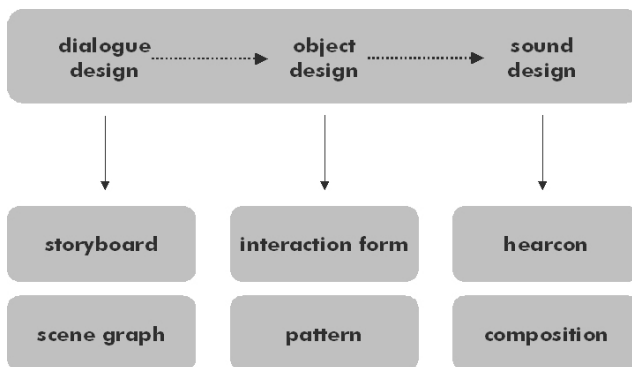 dialogue
design
object
design
sound
design
storyboard
interaction form
hearcon
scene graph
pattern
composition